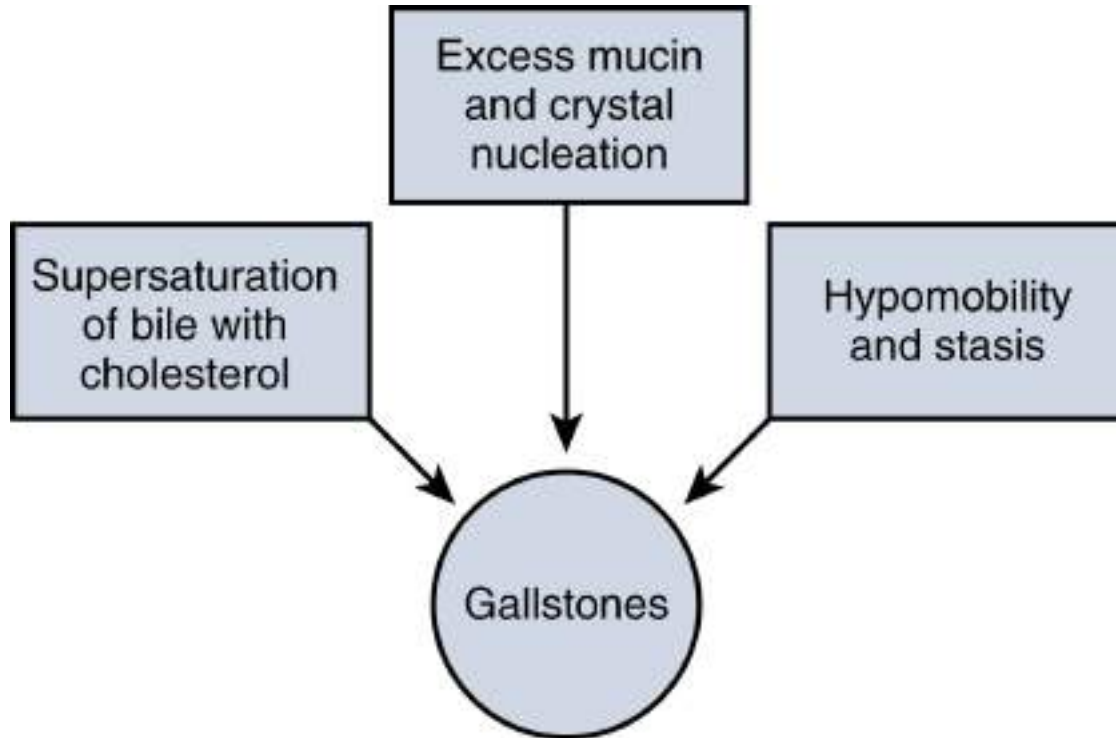 Excess mucin
and crystal
nucleation
Supersaturation
of bile with
cholesterol
Hypomobility
and stasis
Gallstones